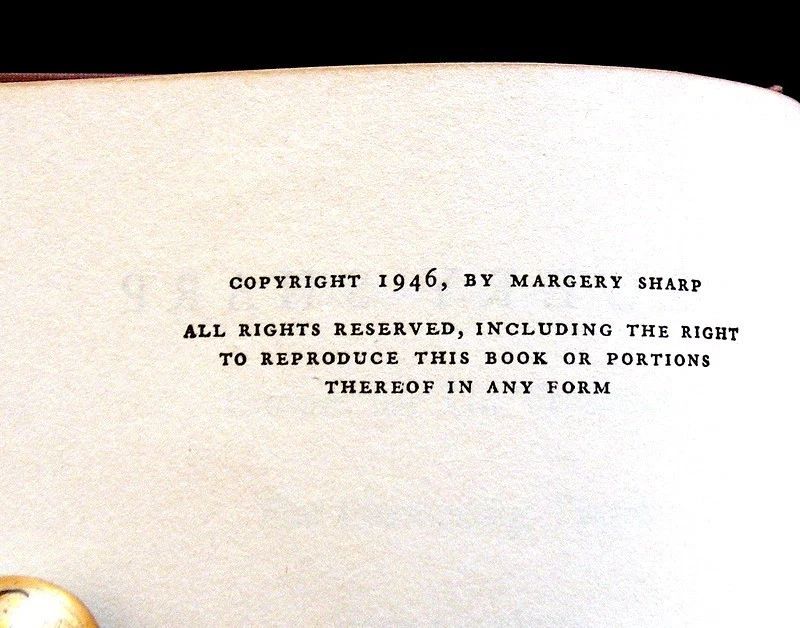 COPYRIGHT 1946, BY MARGERY SHARP
ALL RIGHTS RESERVED, INCLUDING THE RIGHT
TO REPRODUCE THIS BOOK OR PORTIONS
THEREOF IN ANY FORM